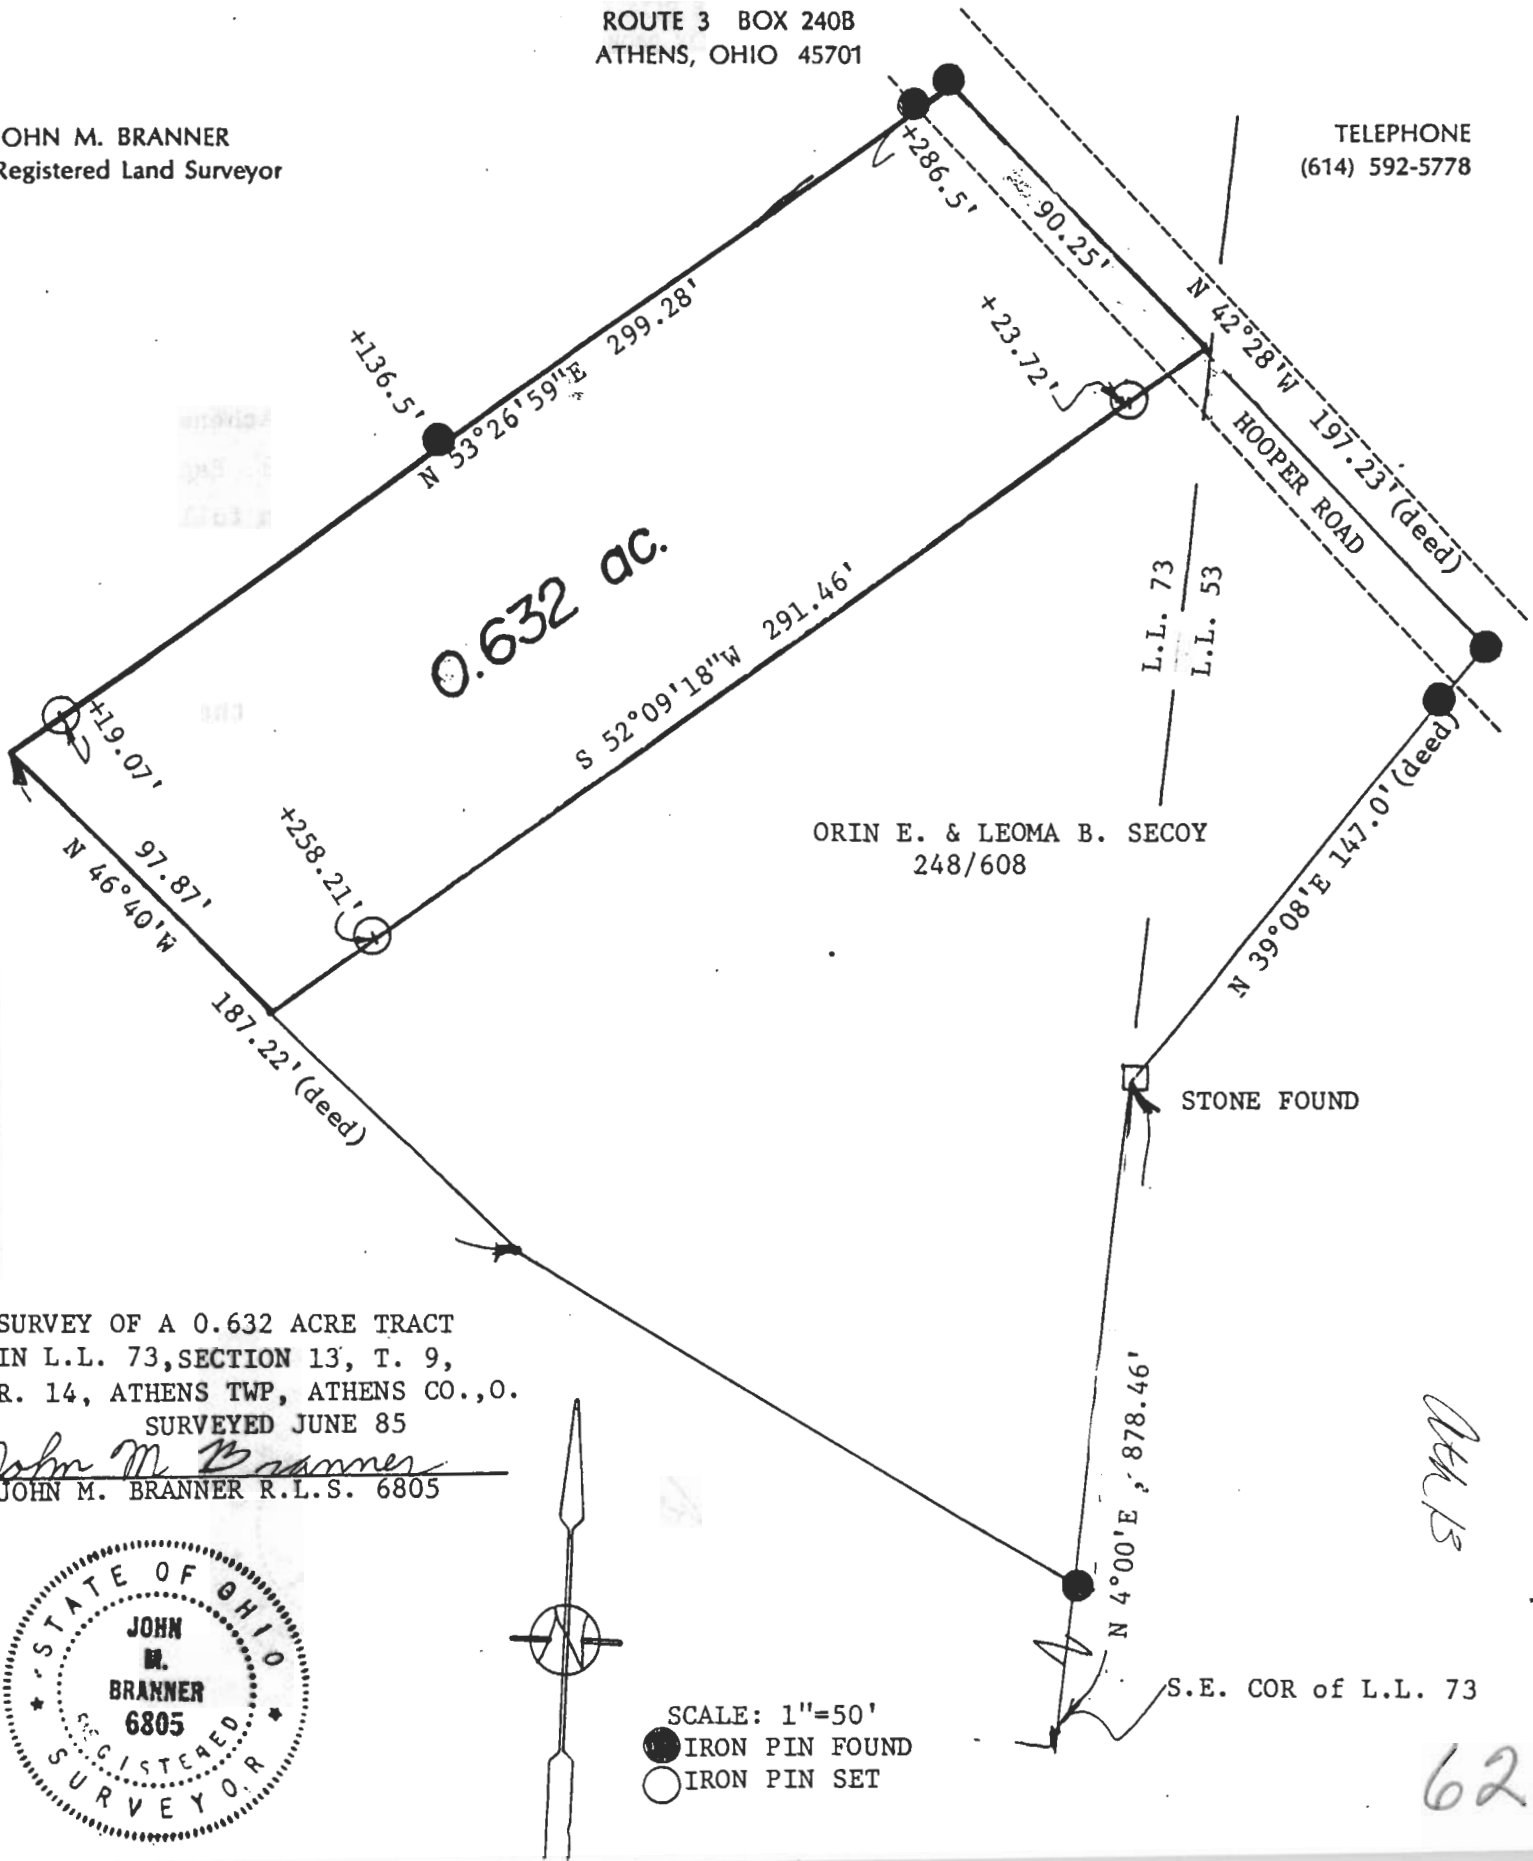 ROUTE 3 BOX 240B
ATHENS, OHIO 45701
OHN M. BRANNER
Registered Land Surveyor
TELEPHONE
(614) 592-5778
+286.5'
90.25'
N 42°28'W 197.23'(deed)
HOOPER ROAD
+23.72'
N 53°26'59"E 299.28'
+136.5'
0.632 ac.
S 52°09'18"W 291.46'
L.L. 73
L.L. 53
+19.07'
+258.21'
97.87'
N 46°40'W
187.22'(deed)
ORIN E. & LEOMA B. SECOY
248/608
N 39°08'E 147.0'(deed)
STONE FOUND
N 4°00'E, 878.46'
S.E. COR of L.L. 73
SURVEY OF A 0.632 ACRE TRACT
IN L.L. 73, SECTION 13, T. 9,
R. 14, ATHENS TWP, ATHENS CO.,O.
SURVEYED JUNE 85
John M Branner
JOHN M. BRANNER R.L.S. 6805
STATE OF OHIO
JOHN
M.
BRANNER
6805
REGISTERED
SURVEYOR
SCALE: 1"=50'
IRON PIN FOUND
IRON PIN SET
Ath B
62